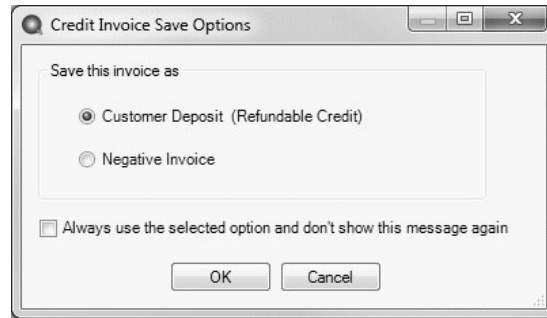 Credit Invoice Save Options
Save this invoice as
Customer Deposit (Refundable Credit)
Negative Invoice
Always use the selected option and don't show this message again
OK Cancel